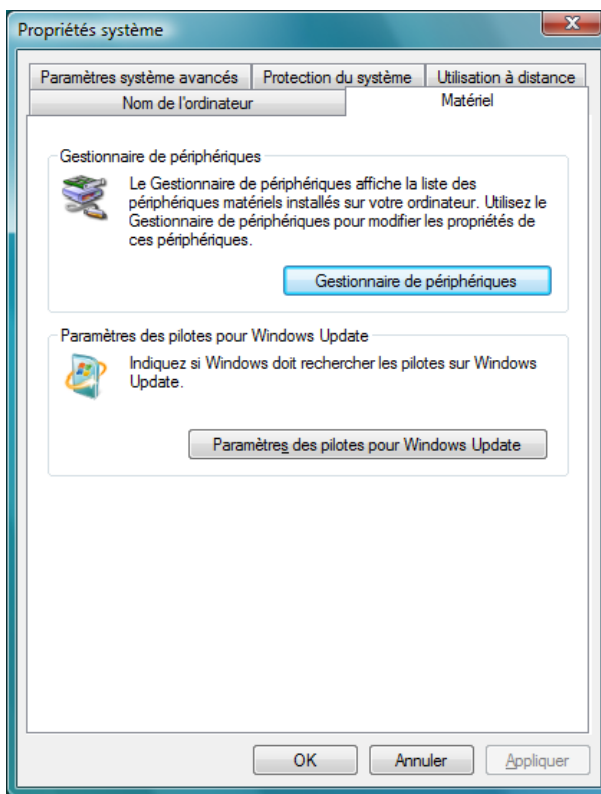 Propriétés système
Paramètres système avancés
Protection du système
Utilisation à distance
Nom de l'ordinateur
Matériel
Gestionnaire de périphériques
Le Gestionnaire de périphériques affiche la liste des
périphériques matériels installés sur votre ordinateur. Utilisez le
Gestionnaire de périphériques pour modifier les propriétés de
ces périphériques.
Gestionnaire de périphériques
Paramètres des pilotes pour Windows Update
Indiquez si Windows doit rechercher les pilotes sur Windows
Update.
Paramètres des pilotes pour Windows Update
OK
Annuler
Appliquer